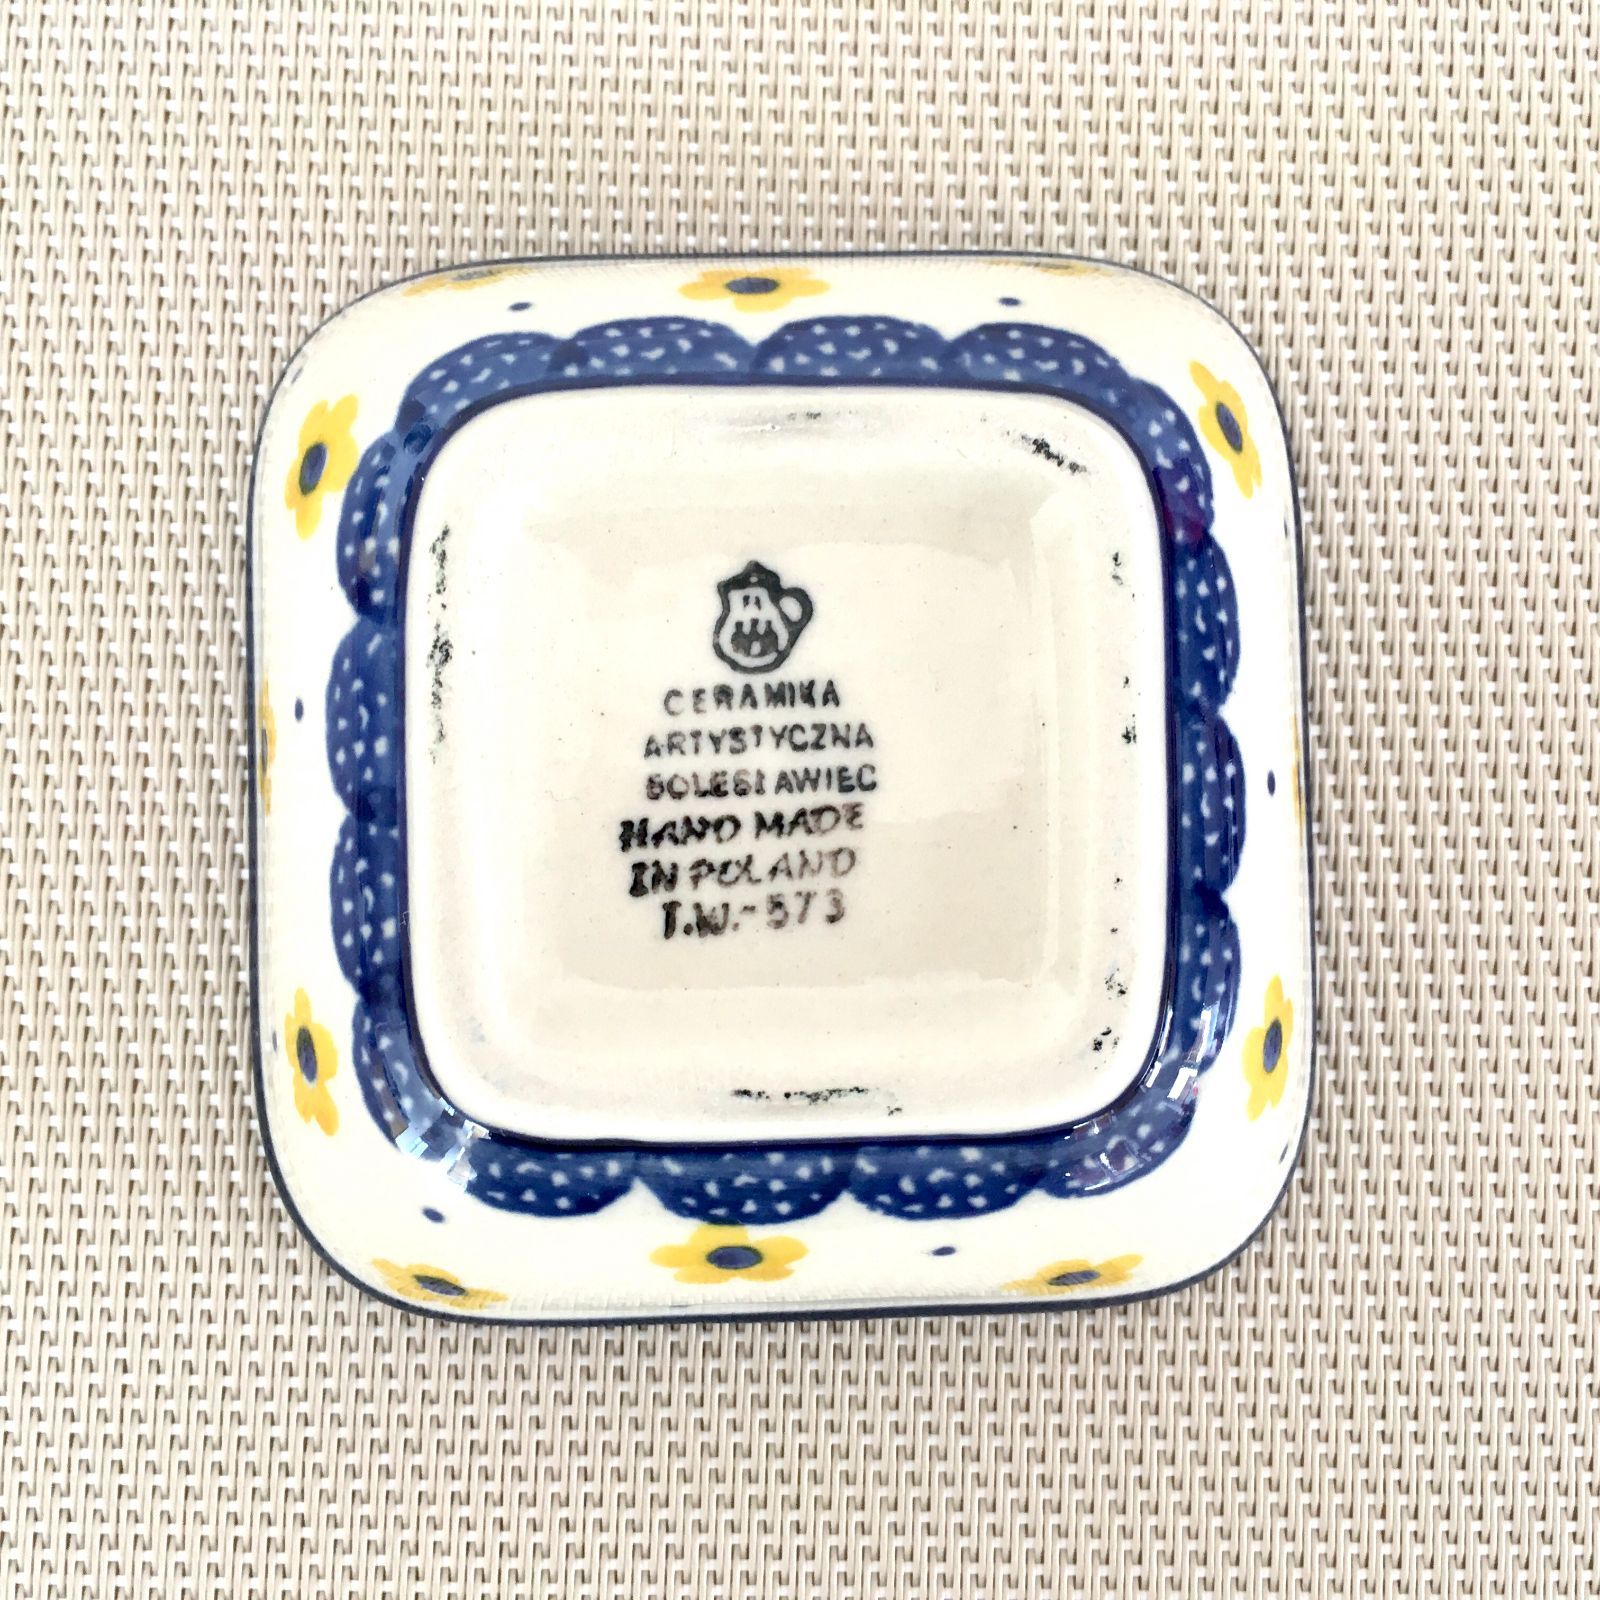 CERAMIKA
ARTYSTYCZNA
BOLESŁAWIEC
HAND MADE
IN POLAND
T.W.-573